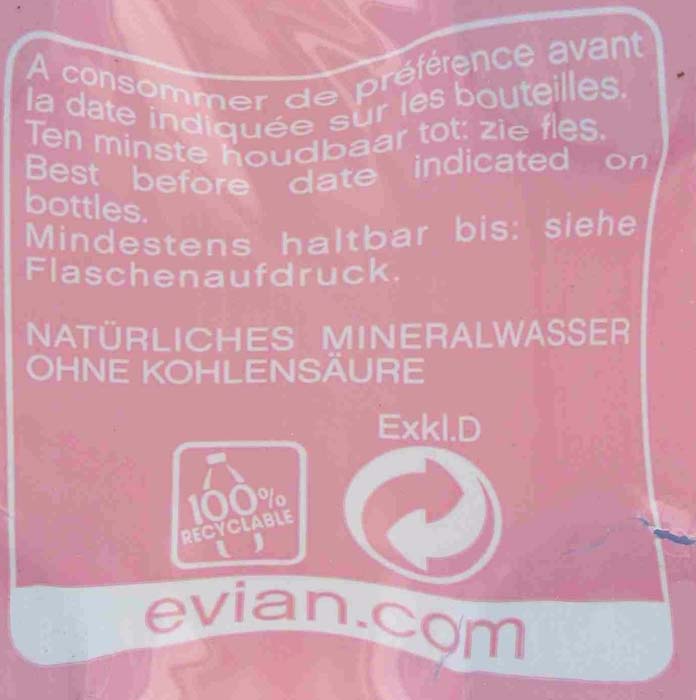 A consommer de préférence avant
la date indiquée sur les bouteilles.
Ten minste houdbaar tot: zie fles.
Best before date indicated on
bottles.
Mindestens haltbar bis: siehe
Flaschenaufdruck.
NATÜRLICHES MINERALWASSER
OHNE KOHLENSÄURE
Exkl.D
100%
RECYCLABLE
evian.com